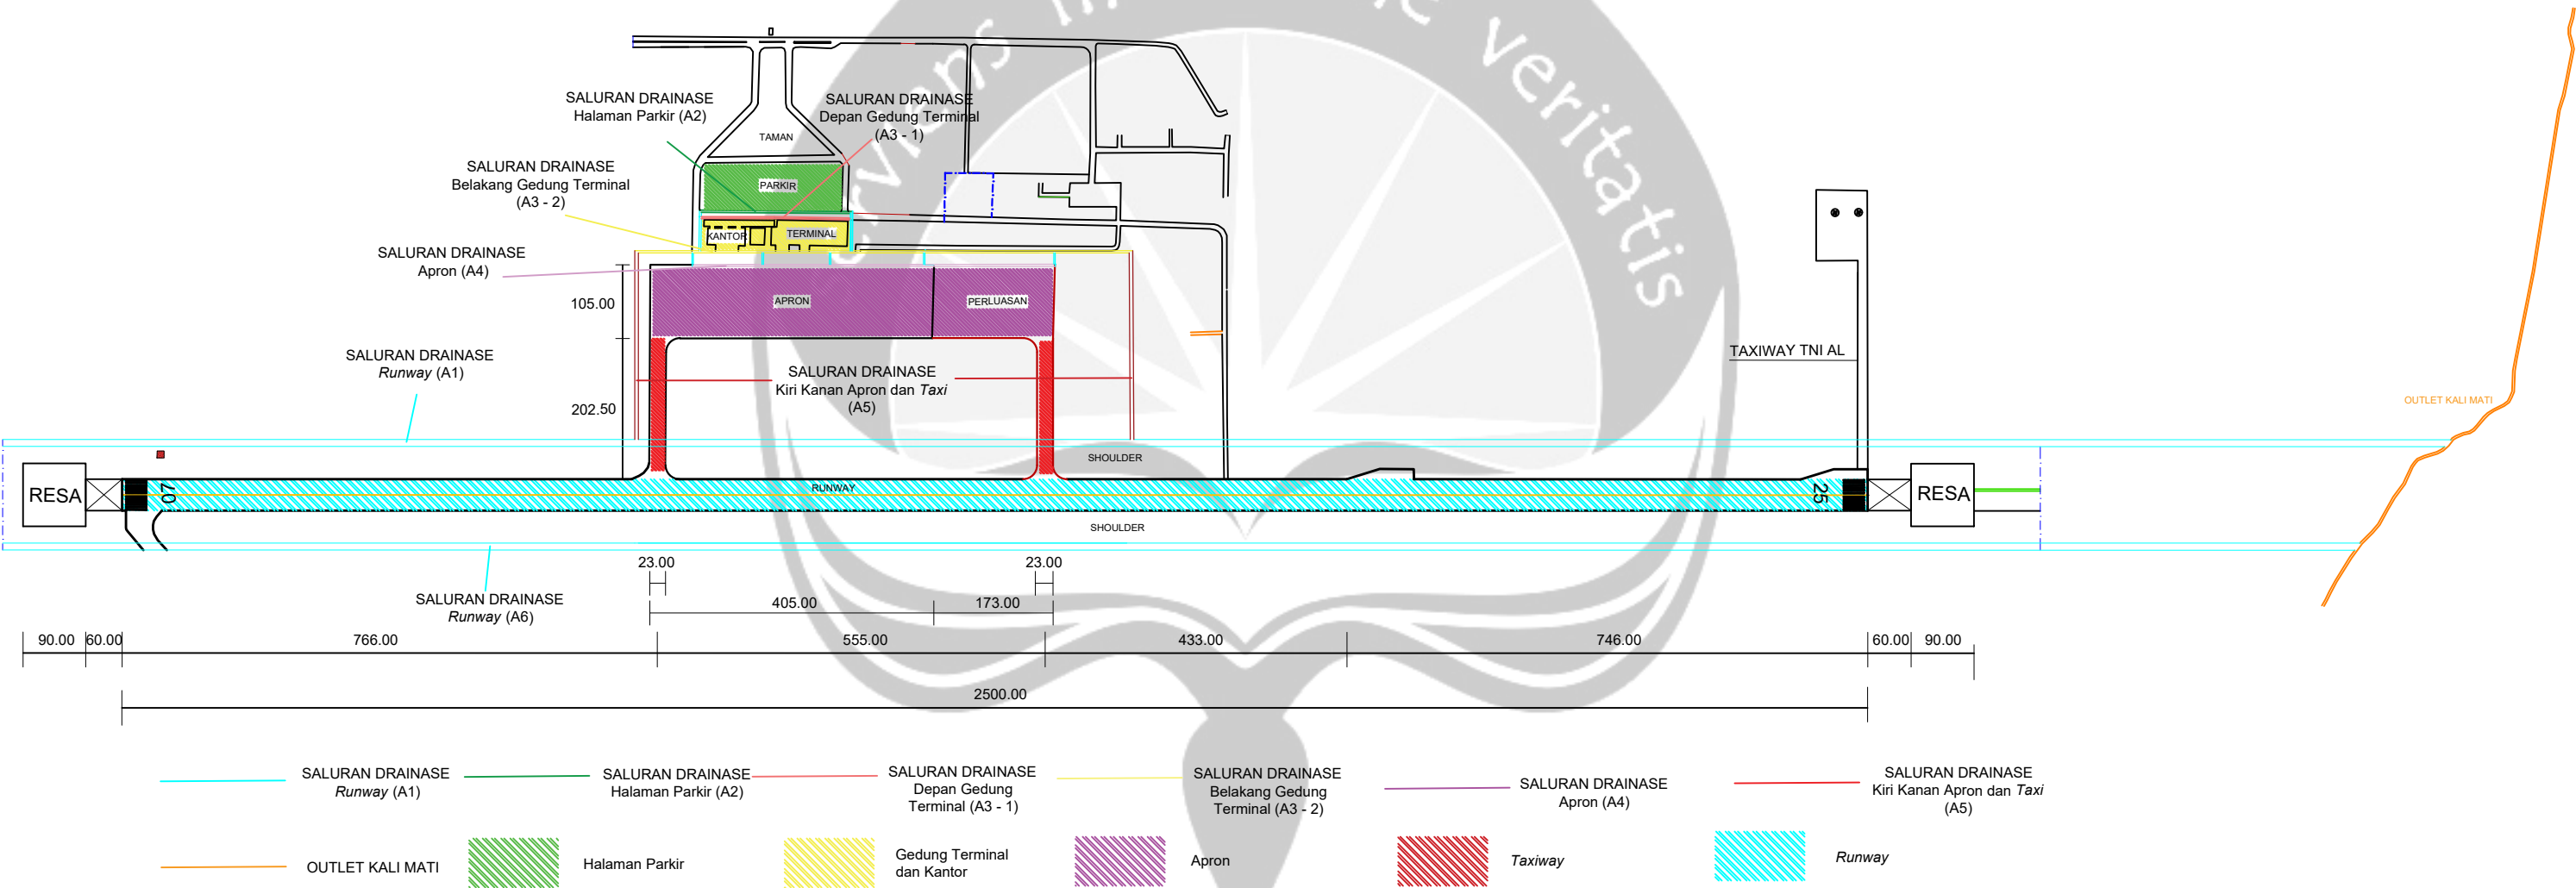 in
veritatis
SALURAN DRAINASE
Halaman Parkir (A2)
SALURAN DRAINASE
Depan Gedung Terminal
(A3 - 1)
TAMAN
SALURAN DRAINASE
Belakang Gedung Terminal
(A3 - 2)
PARKIR
KANTOR
TERMINAL
SALURAN DRAINASE
Apron (A4)
105.00
APRON
PERLUASAN
SALURAN DRAINASE
Runway (A1)
SALURAN DRAINASE
Kiri Kanan Apron dan Taxi
(A5)
202.50
TAXIWAY TNI AL
OUTLET KALI MATI
SHOULDER
RESA
07
RUNWAY
25
RESA
SHOULDER
23.00
23.00
SALURAN DRAINASE
Runway (A6)
405.00
173.00
90.00
60.00
766.00
555.00
433.00
746.00
60.00
90.00
2500.00
SALURAN DRAINASE
Runway (A1)
SALURAN DRAINASE
Halaman Parkir (A2)
SALURAN DRAINASE
Depan Gedung
Terminal (A3 - 1)
SALURAN DRAINASE
Belakang Gedung
Terminal (A3 - 2)
SALURAN DRAINASE
Apron (A4)
SALURAN DRAINASE
Kiri Kanan Apron dan Taxi
(A5)
OUTLET KALI MATI
Halaman Parkir
Gedung Terminal
dan Kantor
Apron
Taxiway
Runway